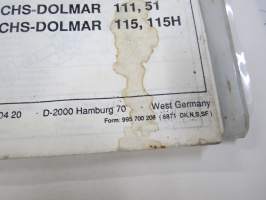 CHS-DOLMAR 111, 51
CHS-DOLMAR 115, 115H
04 20 · D-2000 Hamburg 70 · West Germany
Form: 995 700 206 ( 6871 DK,N,S,SF )